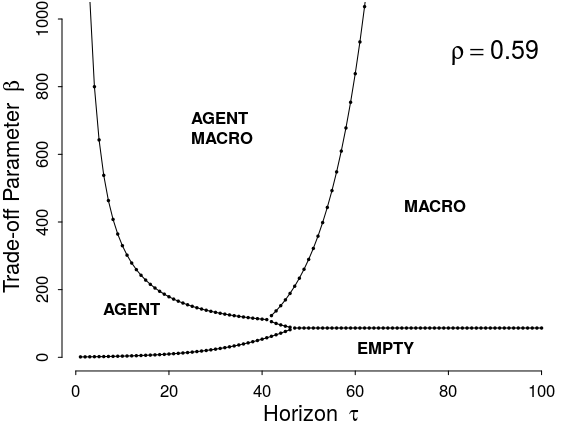 ρ = 0.59
AGENT
MACRO
MACRO
AGENT
EMPTY
Trade-off Parameter β
0
200
400
600
800
1000
0
20
40
60
80
100
Horizon τ